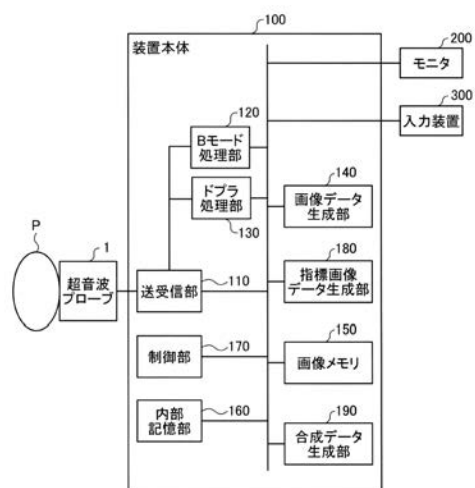 100
装置本体
200
モニタ
300
入力装置
120
Bモード
処理部
ドプラ
処理部
130
140
画像データ
生成部
P
1
超音波
プローブ
送受信部
110
180
指標画像
データ生成部
制御部
170
150
画像メモリ
内部
記憶部
160
190
合成データ
生成部